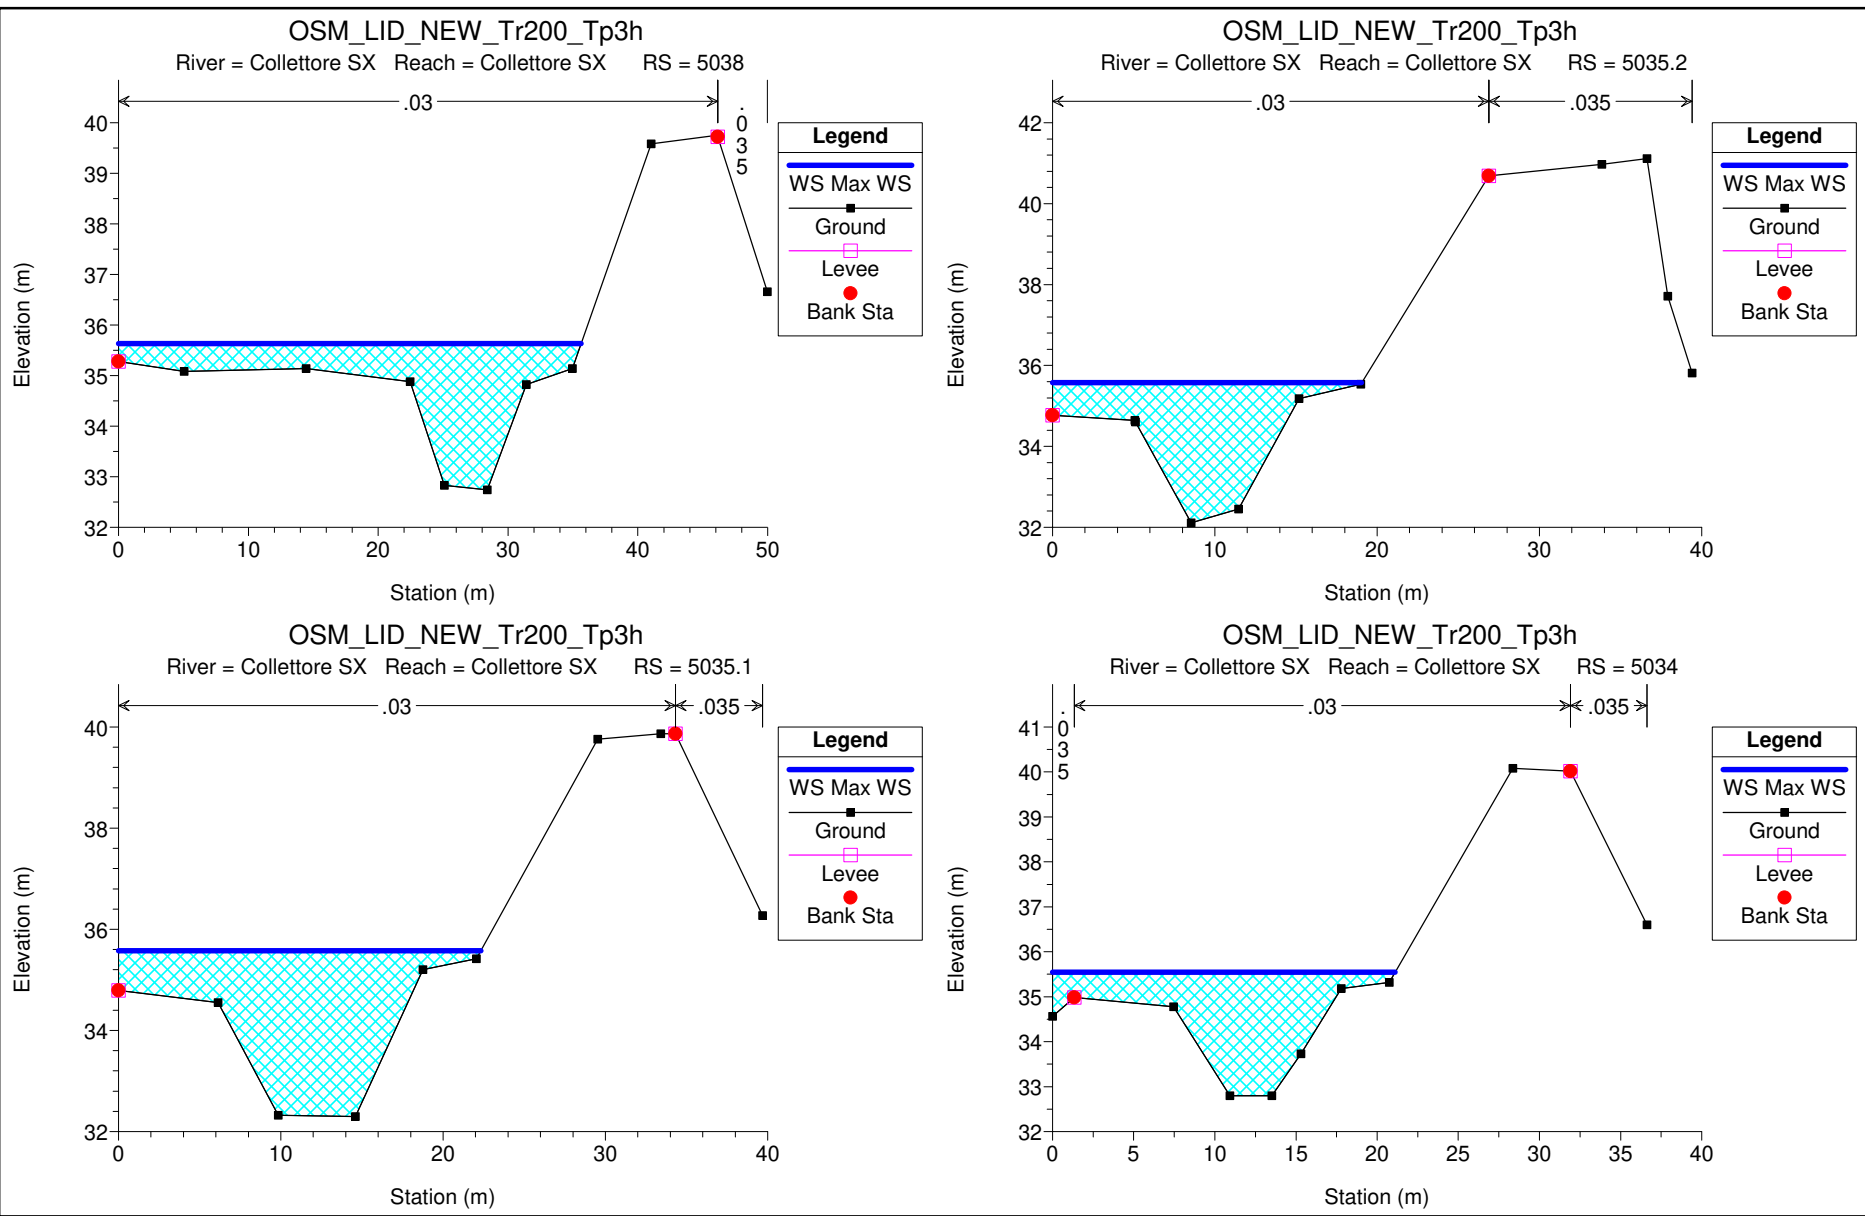 OSM_LID_NEW_Tr200_Tp3h
River = Collettore SX Reach = Collettore SX RS = 5038
.03
.035
Elevation (m)
40
39
38
37
36
35
34
33
32
0 10 20 30 40 50
Station (m)
Legend
WS Max WS
Ground
Levee
Bank Sta
OSM_LID_NEW_Tr200_Tp3h
River = Collettore SX Reach = Collettore SX RS = 5035.2
.03 .035
Elevation (m)
42
40
38
36
34
32
0 10 20 30 40
Station (m)
Legend
WS Max WS
Ground
Levee
Bank Sta
OSM_LID_NEW_Tr200_Tp3h
River = Collettore SX Reach = Collettore SX RS = 5035.1
.03 .035
Elevation (m)
40
38
36
34
32
0 10 20 30 40
Station (m)
Legend
WS Max WS
Ground
Levee
Bank Sta
OSM_LID_NEW_Tr200_Tp3h
River = Collettore SX Reach = Collettore SX RS = 5034
.035
.03 .035
Elevation (m)
41
40
39
38
37
36
35
34
33
32
0 5 10 15 20 25 30 35 40
Station (m)
Legend
WS Max WS
Ground
Levee
Bank Sta